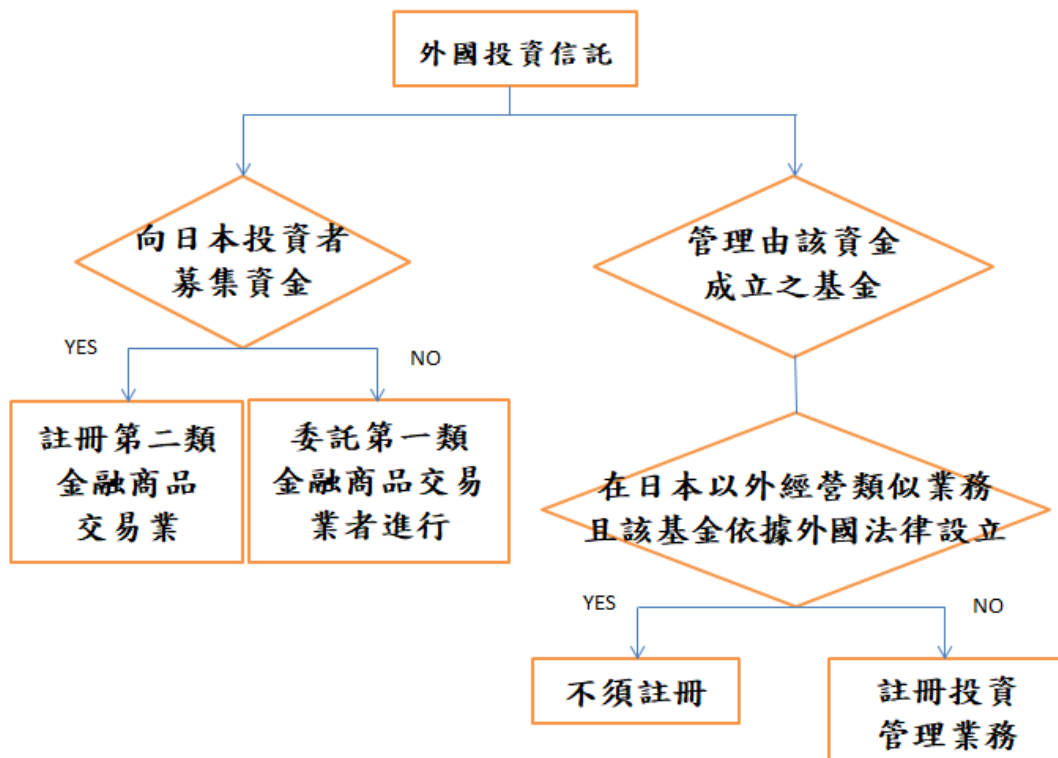 外國投資信託
向日本投資者
募集資金
管理由該資金
成立之基金
YES
NO
註冊第二類
金融商品
交易業
委託第一類
金融商品交易
業者進行
在日本以外經營類似業務
且該基金依據外國法律設立
YES
NO
不須註冊
註冊投資
管理業務